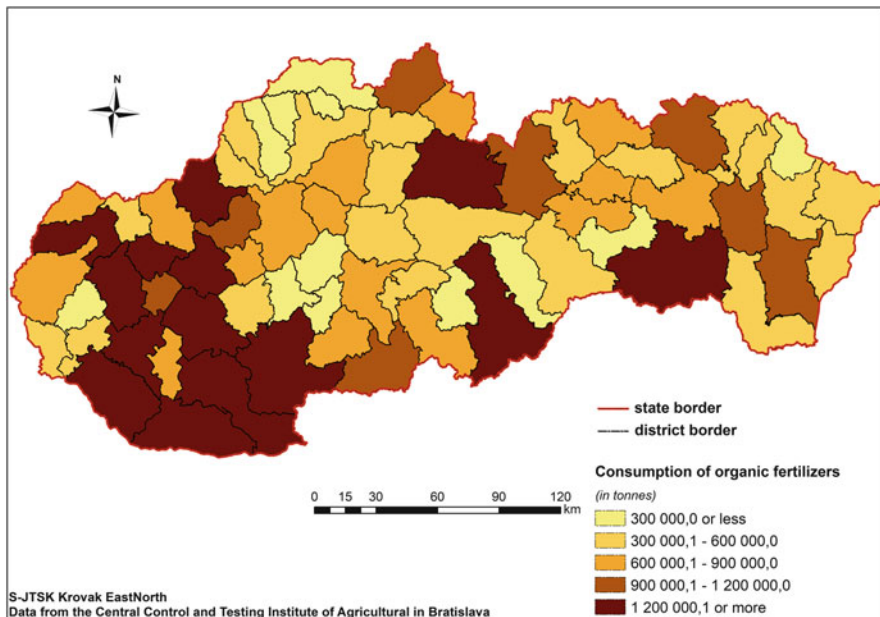 N
state border
district border
Consumption of organic fertilizers
(in tonnes)
0 15 30 60 90 120
km
300 000,0 or less
300 000,1 - 600 000,0
600 000,1 - 900 000,0
900 000,1 - 1 200 000,0
1 200 000,1 or more
S-JTSK Krovak EastNorth
Data from the Central Control and Testing Institute of Agricultural in Bratislava